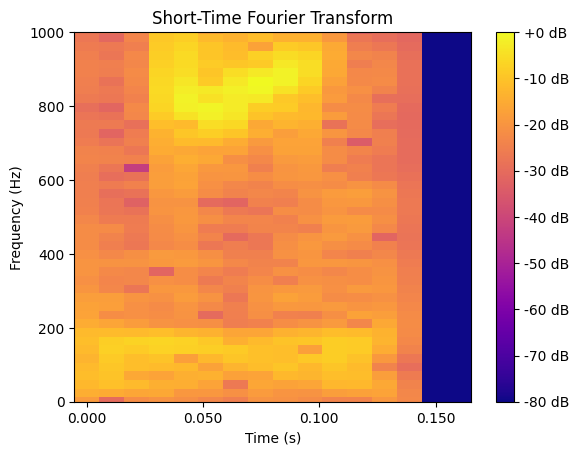 Short-Time Fourier Transform
1000
800
600
400
200
0
Frequency (Hz)
0.000
0.050
0.100
0.150
Time (s)
+0 dB
-10 dB
-20 dB
-30 dB
-40 dB
-50 dB
-60 dB
-70 dB
-80 dB